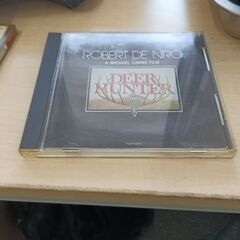 ROBERT DE NIRO
A MICHAEL CIMINO FILM
THE
DEER
HUNTER